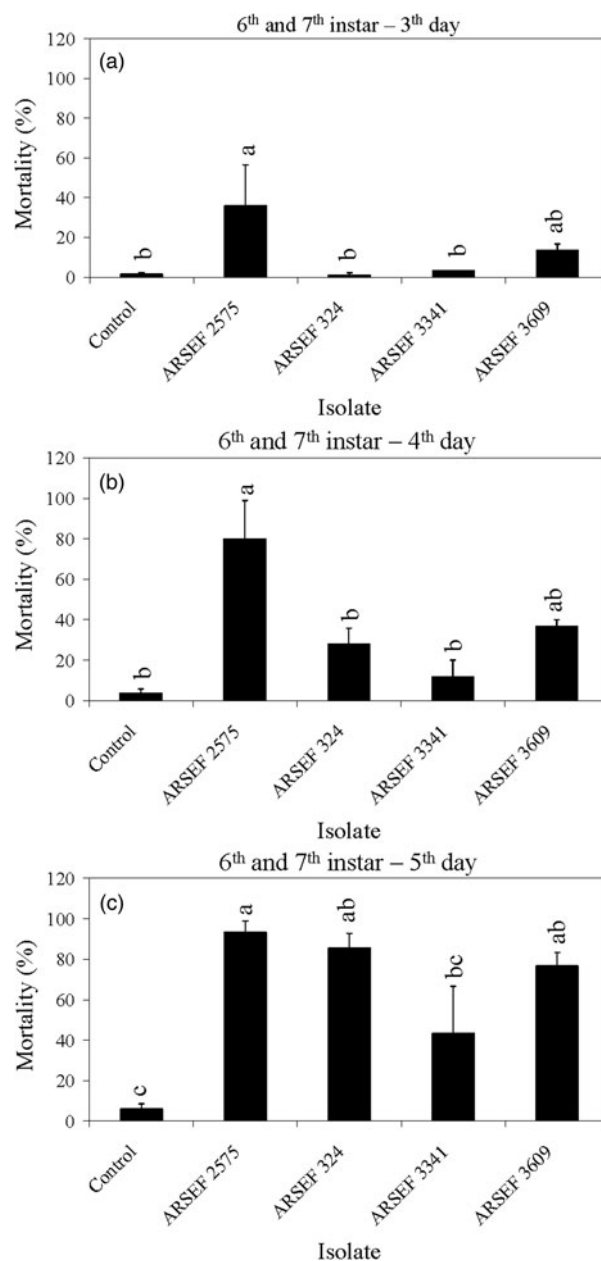 6th and 7th instar – 3th day
(a)
120
100
80
60
40
20
0
Mortality (%)
b
a
b
b
ab
Control
ARSEF 2575
ARSEF 324
ARSEF 3341
ARSEF 3609
Isolate
6th and 7th instar – 4th day
(b)
120
100
80
60
40
20
0
Mortality (%)
b
a
b
b
ab
Control
ARSEF 2575
ARSEF 324
ARSEF 3341
ARSEF 3609
Isolate
6th and 7th instar – 5th day
(c)
120
100
80
60
40
20
0
Mortality (%)
c
a
ab
bc
ab
Control
ARSEF 2575
ARSEF 324
ARSEF 3341
ARSEF 3609
Isolate